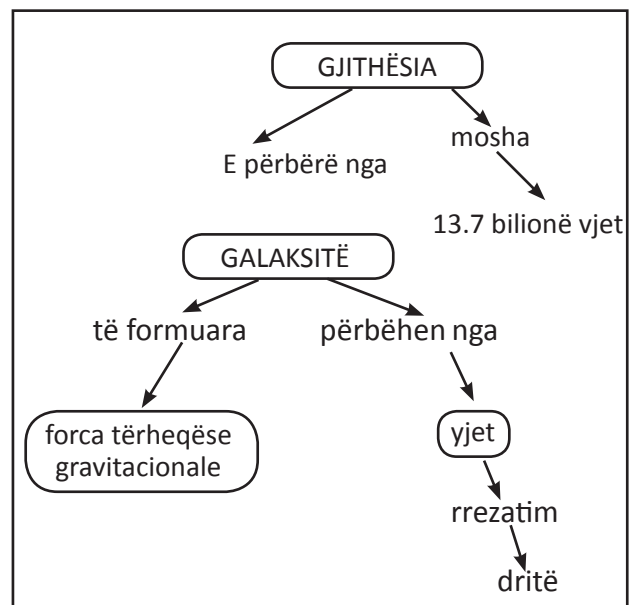 GJITHËSIA
E përbërë nga
mosha
13.7 bilionë vjet
GALAKSITË
të formuara
përbëhen nga
forca tërheqëse
gravitacionale
yjet
rrezatim
dritë